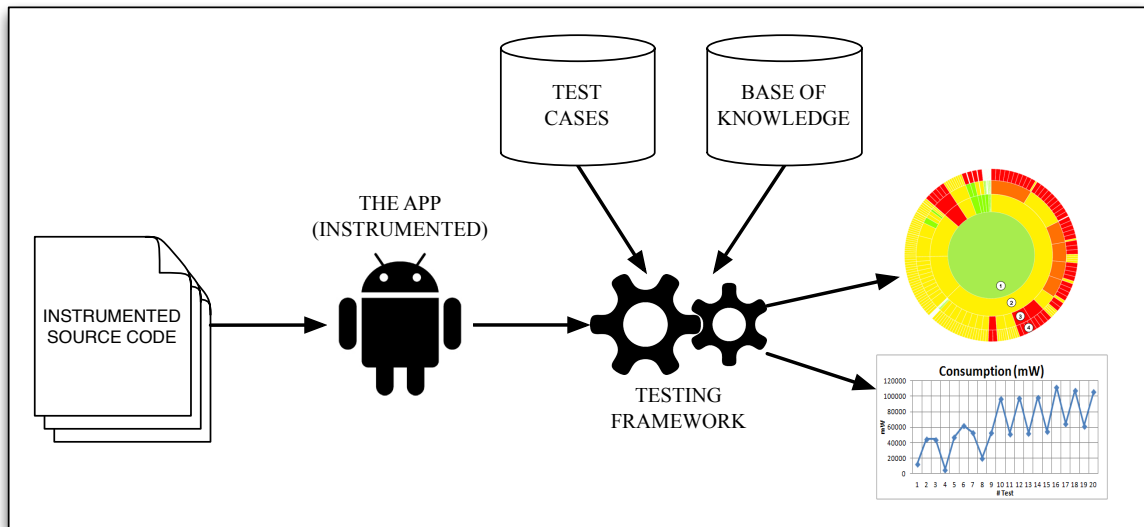 TEST
CASES
BASE OF
KNOWLEDGE
THE APP
(INSTRUMENTED)
INSTRUMENTED
SOURCE CODE
TESTING
FRAMEWORK
1
2
3
4
Consumption (mW)
120000
100000
80000
60000
40000
20000
0
mW
1 2 3 4 5 6 7 8 9 10 11 12 13 14 15 16 17 18 19 20
# Test